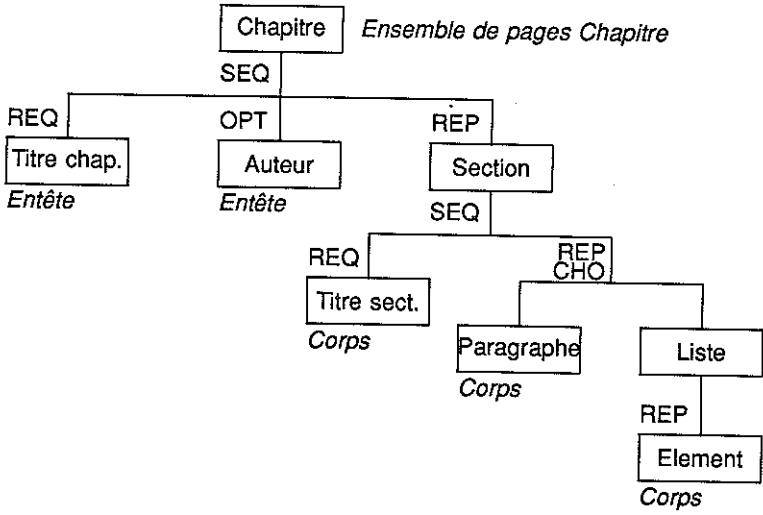 Chapitre Ensemble de pages Chapitre
SEQ
REQ OPT REP
Titre chap. Auteur Section
Entête Entête
SEQ
REQ REP
CHO
Titre sect.
Corps
Paragraphe Liste
Corps
REP
Element
Corps